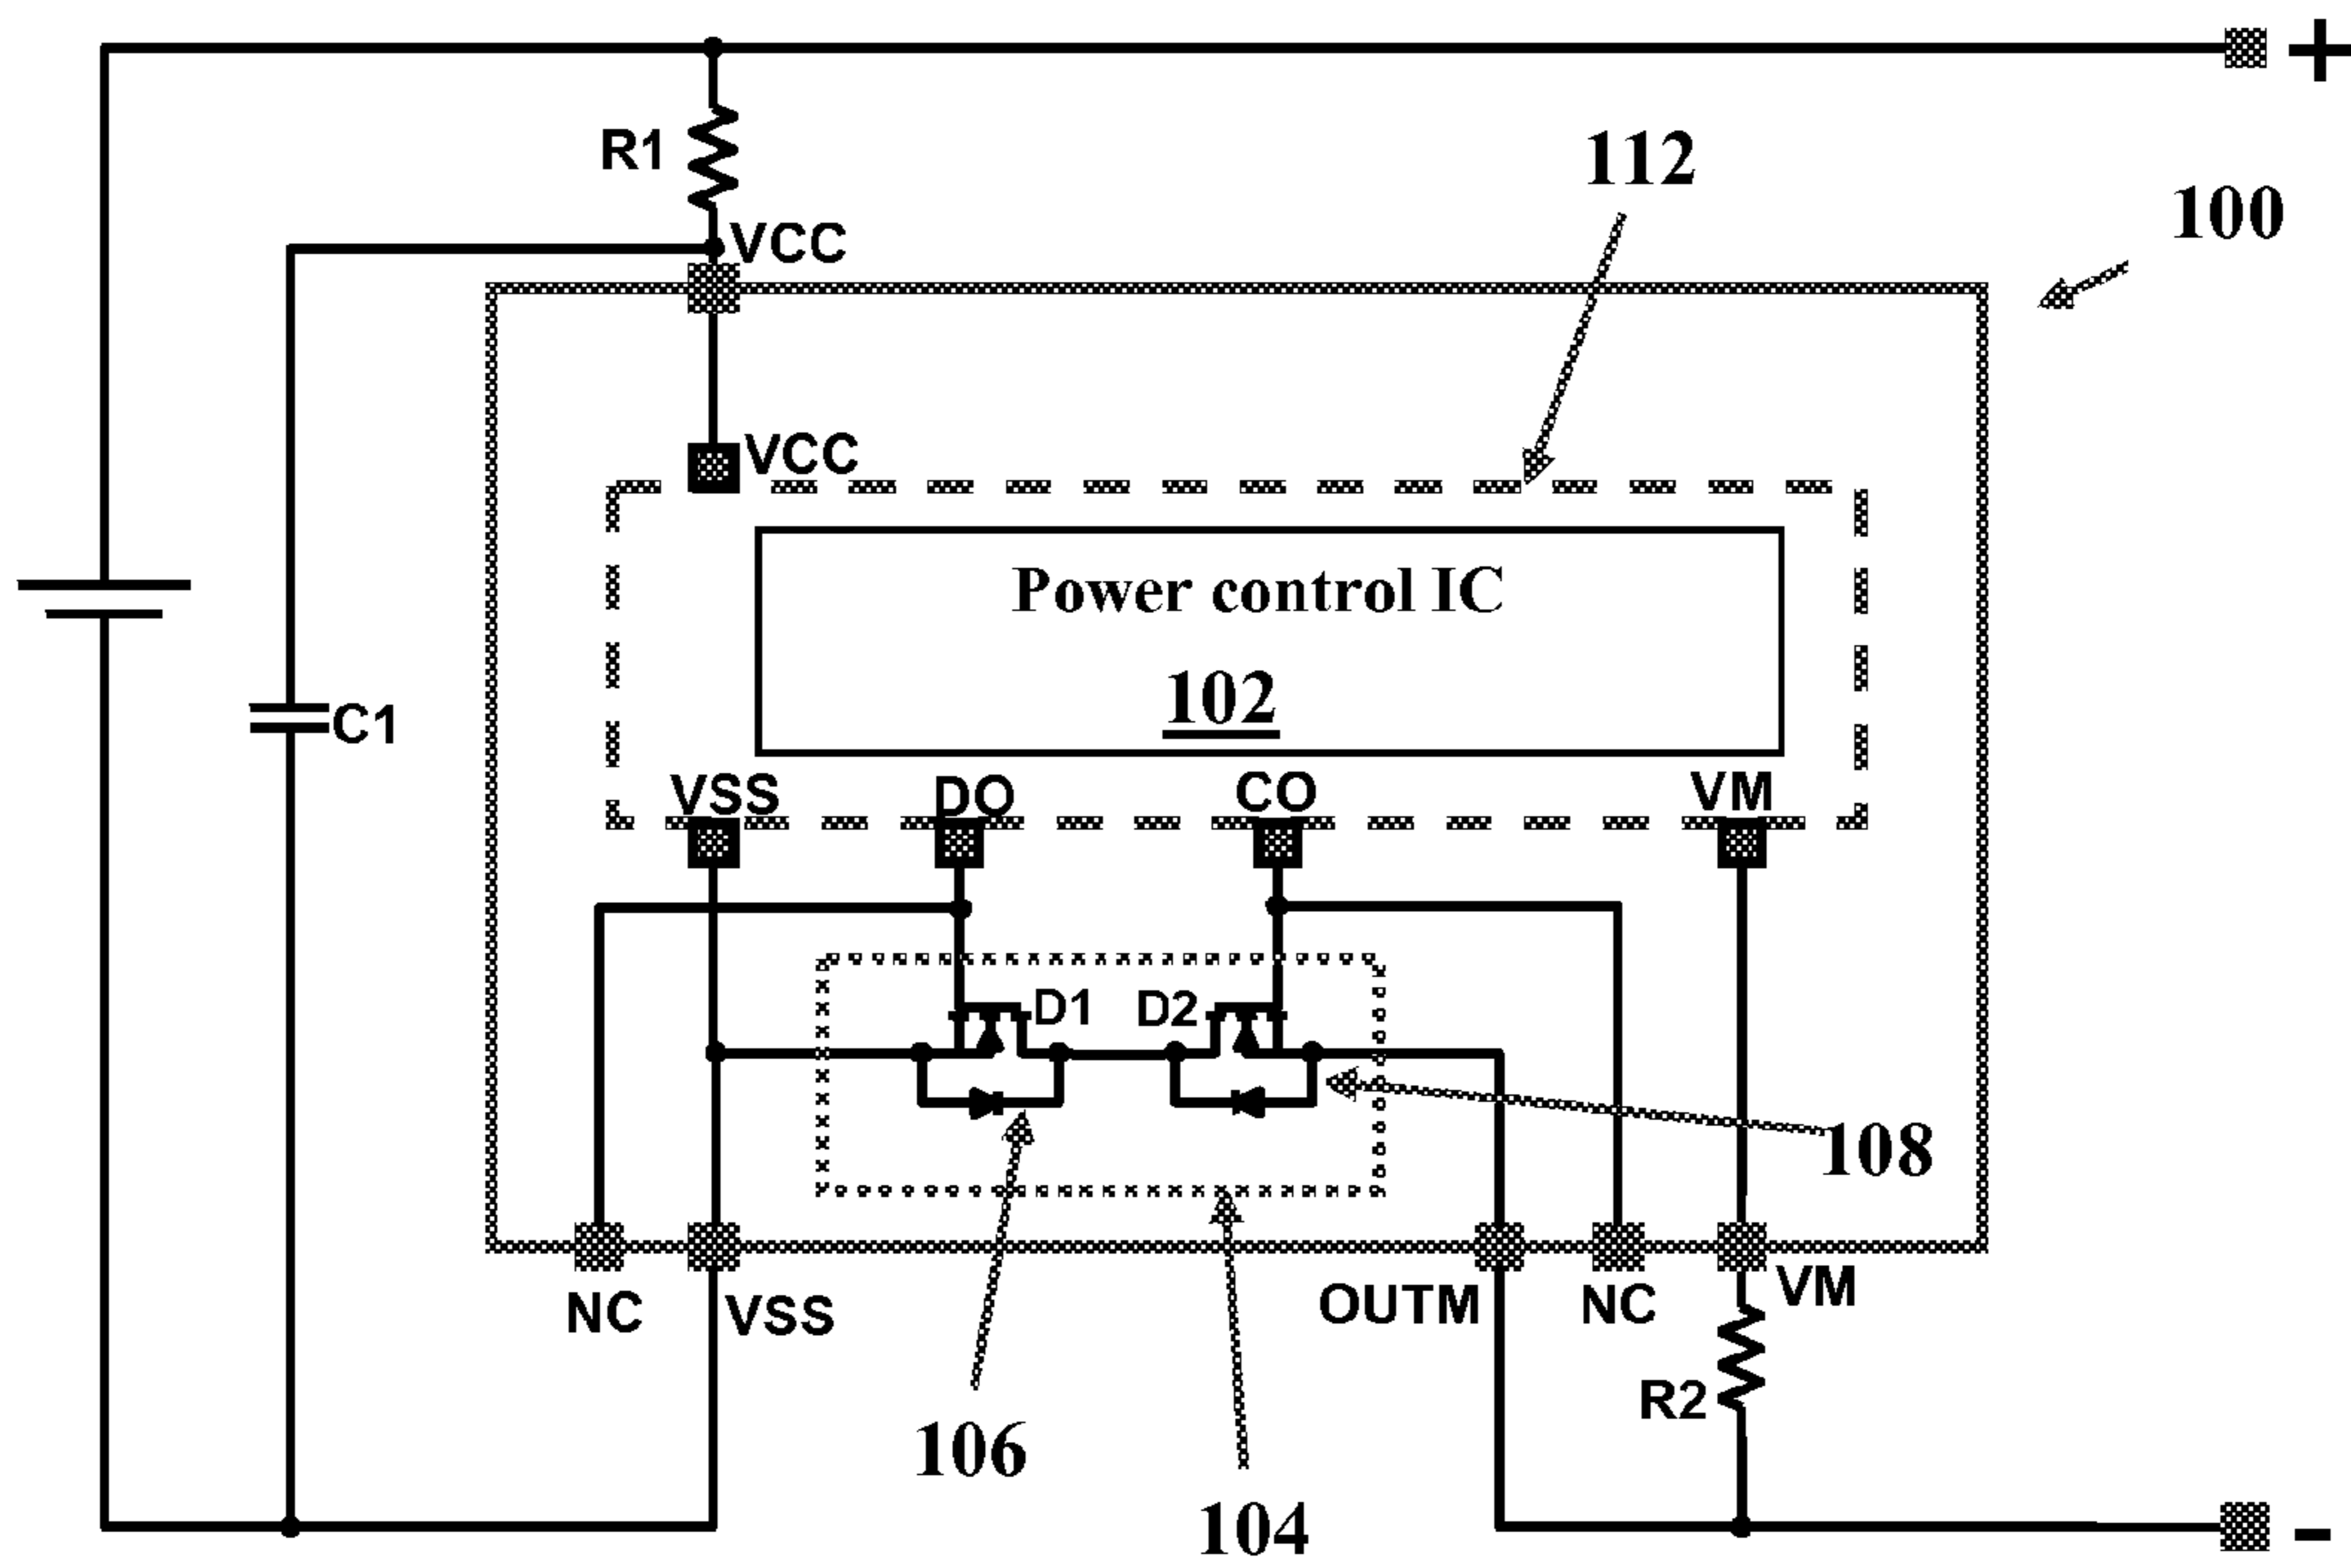 +
R1
112
100
VCC
VCC
Power control IC
102
C1
VSS
DO
CO
VM
D1
D2
108
NC
VSS
OUTM
NC
VM
R2
106
104
-